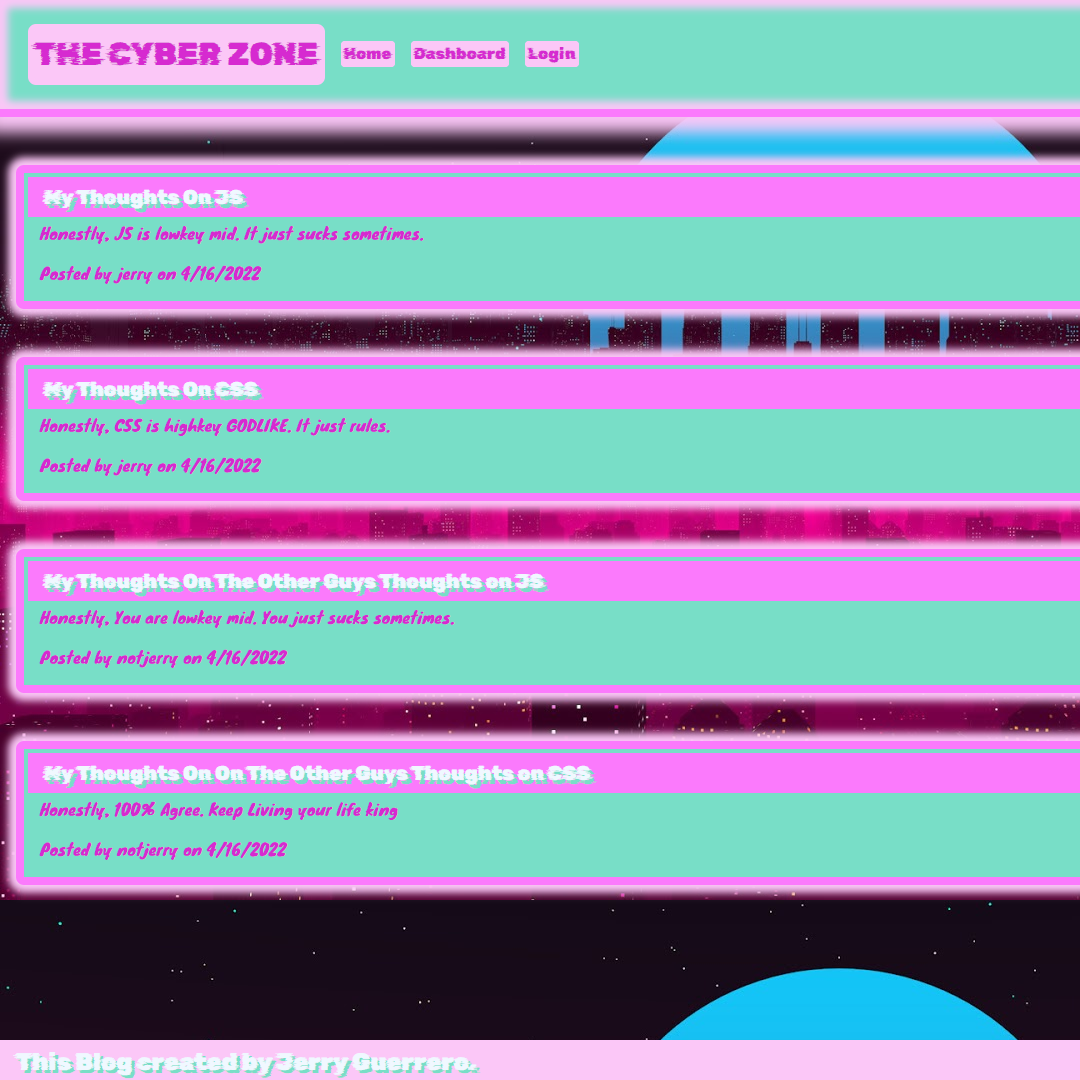 THE CYBER ZONE
Home Dashboard Login
My Thoughts On JS
Honestly, JS is lowkey mid. It just sucks sometimes.
Posted by jerry on 4/16/2022
My Thoughts On CSS
Honestly, CSS is highkey GODLIKE. It just rules.
Posted by jerry on 4/16/2022
My Thoughts On The Other Guys Thoughts on JS
Honestly, You are lowkey mid. You just sucks sometimes.
Posted by notjerry on 4/16/2022
My Thoughts On On The Other Guys Thoughts on CSS
Honestly, 100% Agree. Keep Living your life king
Posted by notjerry on 4/16/2022
This Blog created by Jerry Guerrero.